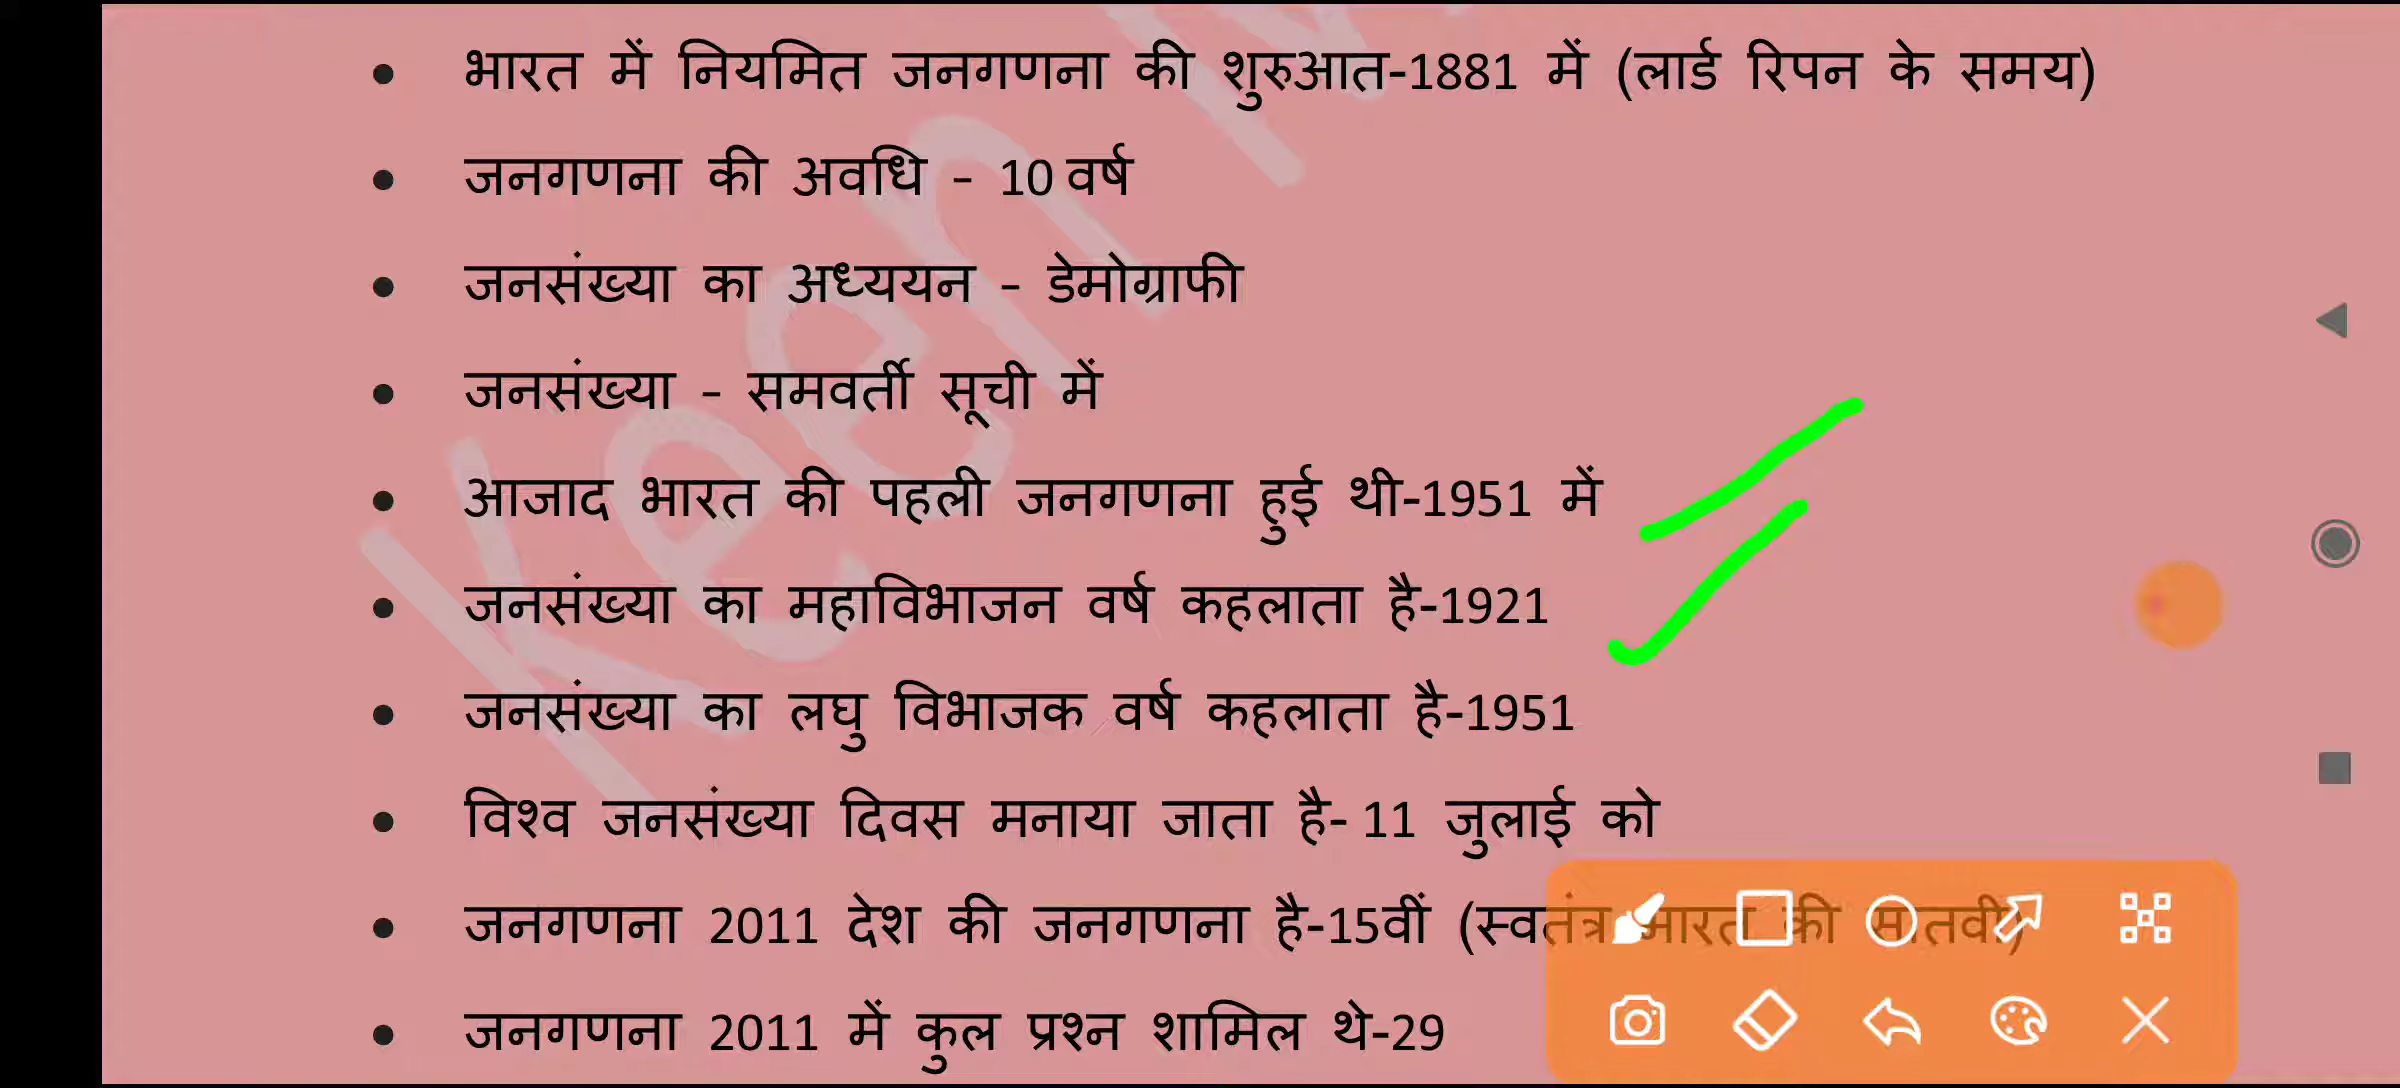 भारत में नियमित जनगणना की शुरुआत-1881 में (लार्ड रिपन के समय)
जनगणना की अवधि - 10 वर्ष
जनसंख्या का अध्ययन - डेमोग्राफी
जनसंख्या - समवर्ती सूची में
आजाद भारत की पहली जनगणना हुई थी-1951 में
जनसंख्या का महाविभाजन वर्ष कहलाता है-1921
जनसंख्या का लघु विभाजक वर्ष कहलाता है-1951
विश्व जनसंख्या दिवस मनाया जाता है- 11 जुलाई को
जनगणना 2011 देश की जनगणना है-15वीं (स्वतंत्र भारत की सातवी)
जनगणना 2011 में कुल प्रश्न शामिल थे-29
Keen